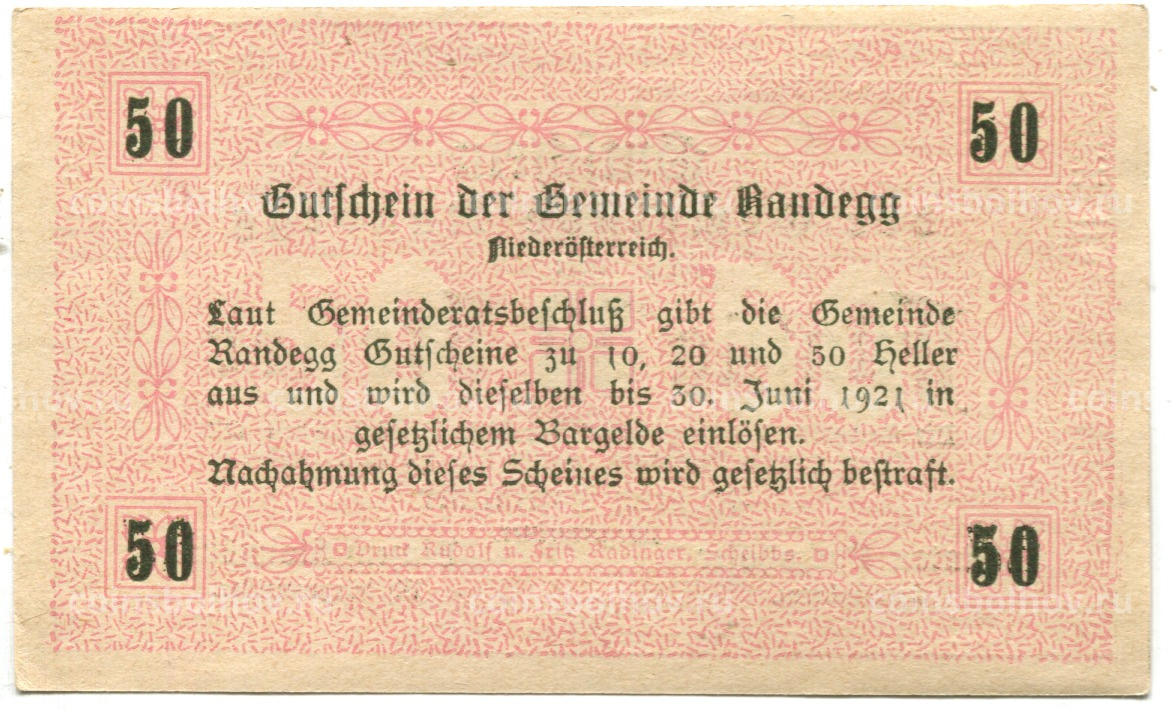 50 50
Gutschein der Gemeinde Randegg
Niederösterreich.
Laut Gemeinderatsbeschluß gibt die Gemeinde
Randegg Gutscheine zu 10, 20 und 50 Heller
aus und wird dieselben bis 30. Juni 1921 in
gesetzlichem Bargelde einlösen.
Nachahmung dieses Scheines wird gesetzlich bestraft.
50 50
Druck Rudolf u. Fritz Radinger, Scheibbs.